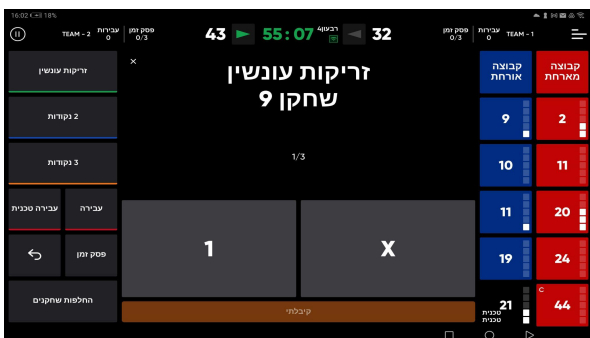 16:02 18%
TEAM - 2
עבירות
0
פסק זמן
0/3
43
55:07
רבעון 4
32
פסק זמן
0/3
עבירות
0
TEAM - 1
זריקות עונשין
2 נקודות
3 נקודות
עבירה טכנית
עבירה
פסק זמן
החלפות שחקנים
×
זריקות עונשין
שחקן 9
1/3
1
X
קיבלתי
קבוצה
אורחת
9
10
11
19
21
טכנית
טכנית
קבוצה
מארחת
2
11
20
24
C
44